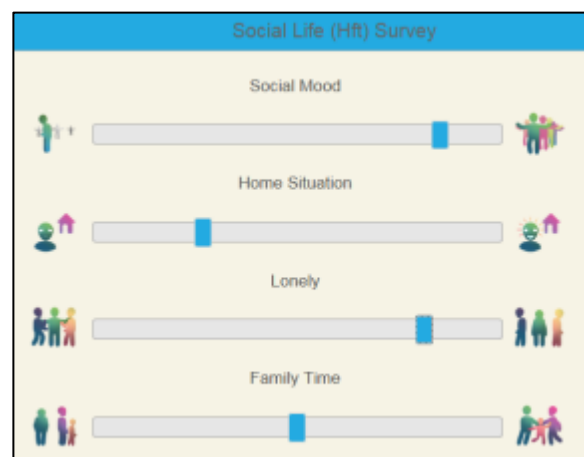 Social Life (Hft) Survey
Social Mood
Home Situation
Lonely
Family Time